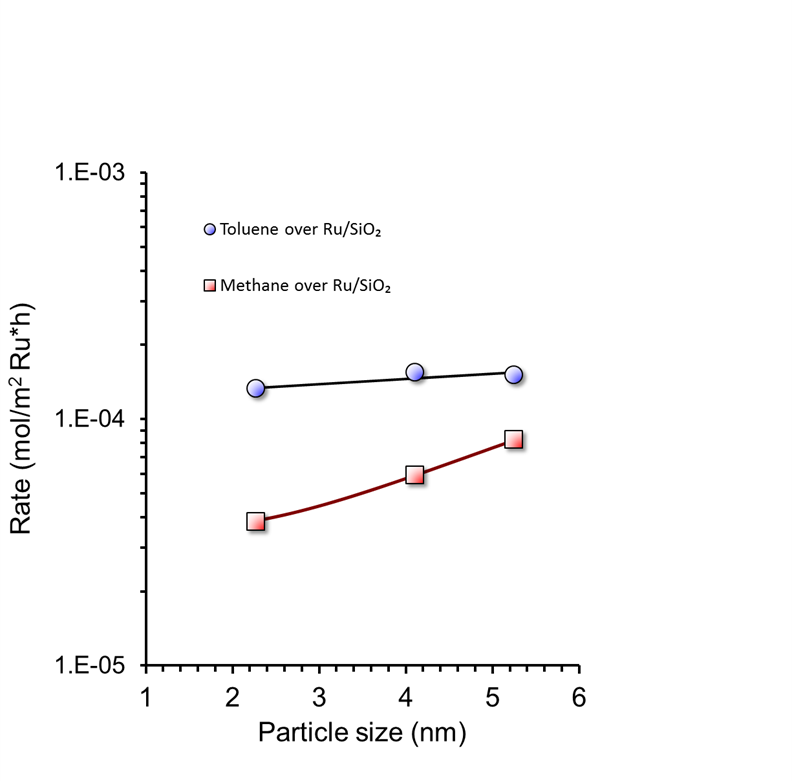 1.E-03
Toluene over Ru/SiO₂
Methane over Ru/SiO₂
1.E-04
1.E-05
Rate (mol/m² Ru*h)
1 2 3 4 5 6
Particle size (nm)